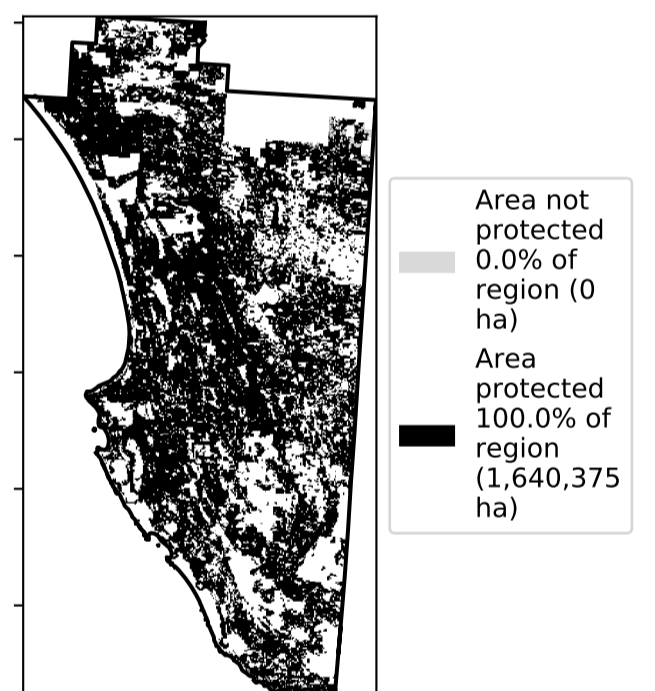 Area not
protected
0.0% of
region (0
ha)
Area
protected
100.0% of
region
(1,640,375
ha)